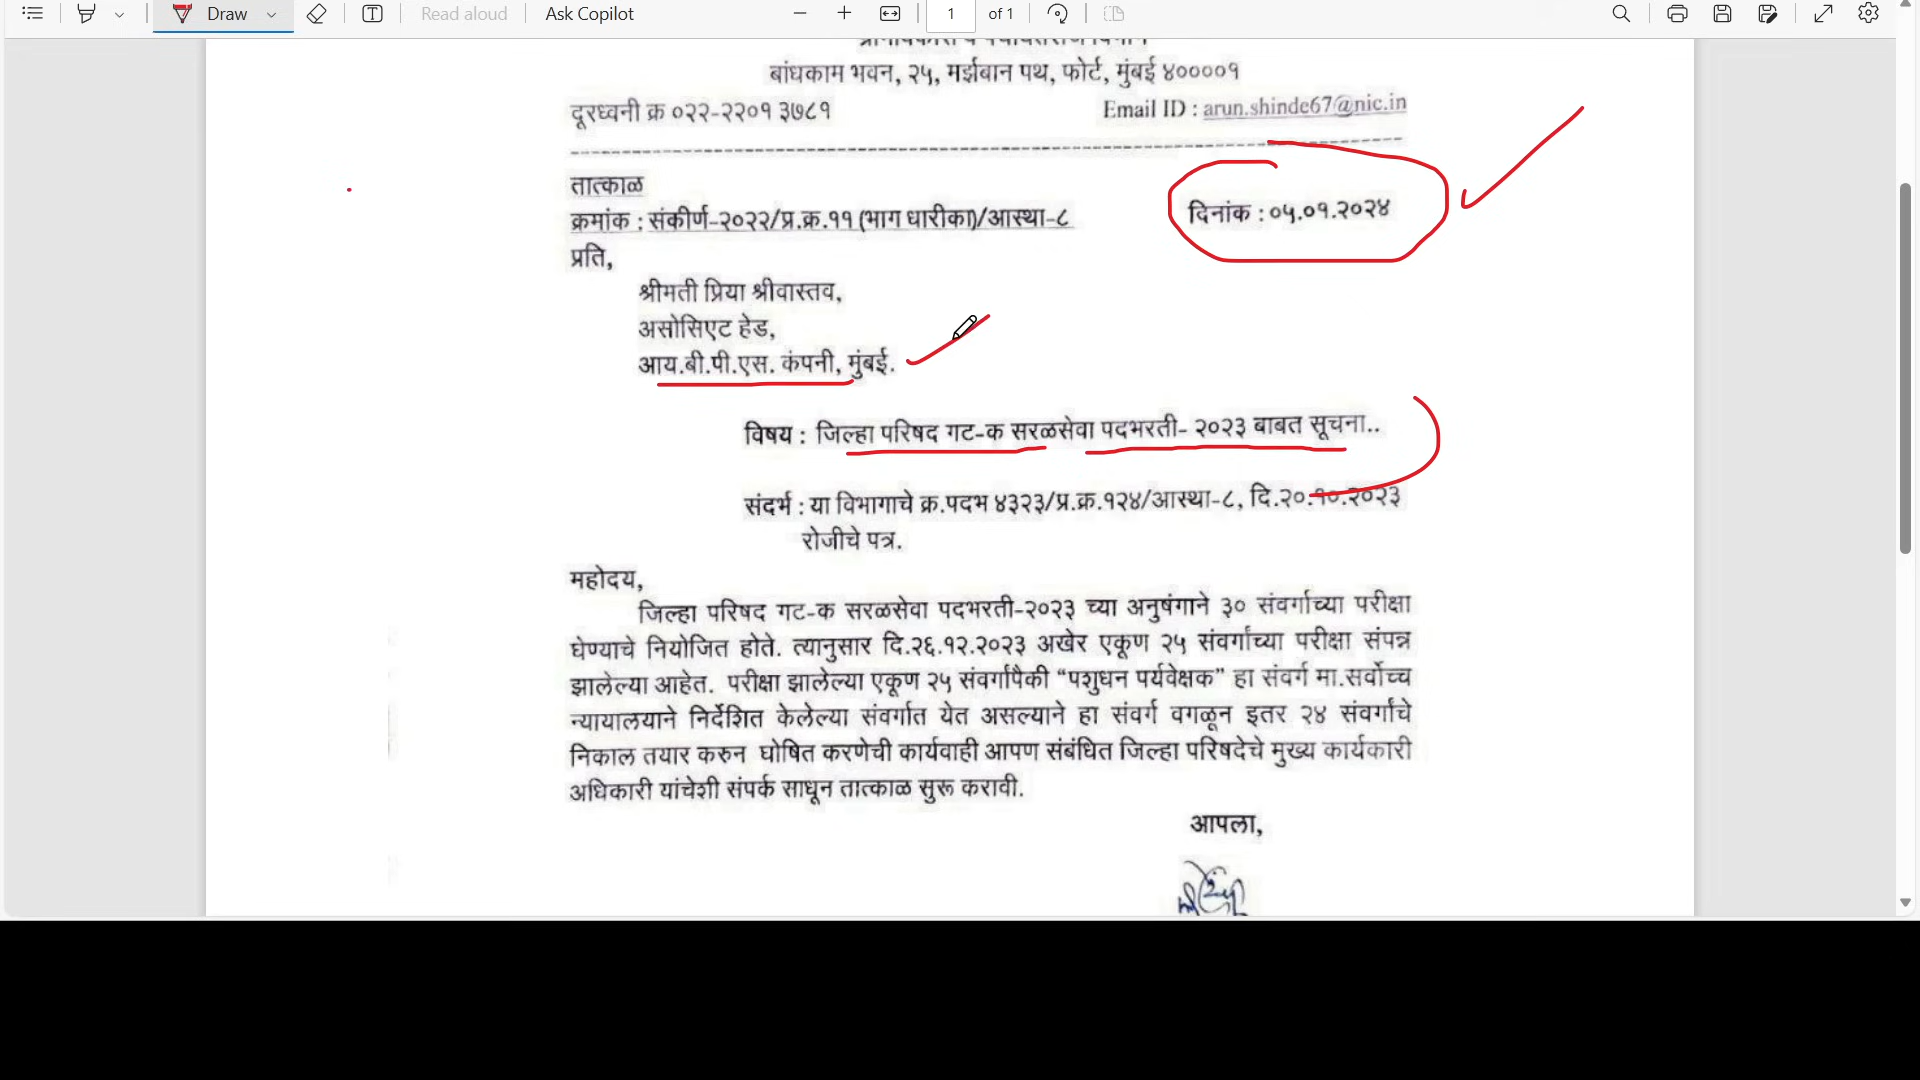 Draw
Read aloud
Ask Copilot
1 of 1
बांधकाम भवन, २५, मर्झबान पथ, फोर्ट, मुंबई ४००००१
दूरध्वनी क्र ०२२-२२०१ ३७८१ Email ID : arun.shinde67@nic.in
तात्काळ
क्रमांक : संकीर्ण-२०२२/प्र.क्र.११ (भाग धारीका)/आस्था-८ दिनांक : ०५.०१.२०२४
प्रति,
श्रीमती प्रिया श्रीवास्तव,
असोसिएट हेड,
आय.बी.पी.एस. कंपनी, मुंबई.
विषय : जिल्हा परिषद गट-क सरळसेवा पदभरती- २०२३ बाबत सूचना..
संदर्भ : या विभागाचे क्र.पदभ ४३२३/प्र.क्र.१२४/आस्था-८, दि.२०.१०.२०२३
रोजीचे पत्र.
महोदय,
जिल्हा परिषद गट-क सरळसेवा पदभरती-२०२३ च्या अनुषंगाने ३० संवर्गाच्या परीक्षा
घेण्याचे नियोजित होते. त्यानुसार दि.२६.१२.२०२३ अखेर एकूण २५ संवर्गाच्या परीक्षा संपन्न
झालेल्या आहेत. परीक्षा झालेल्या एकूण २५ संवर्गापैकी “पशुधन पर्यवेक्षक” हा संवर्ग मा.सर्वोच्च
न्यायालयाने निर्देशित केलेल्या संवर्गात येत असल्याने हा संवर्ग वगळून इतर २४ संवर्गांचे
निकाल तयार करुन घोषित करणेची कार्यवाही आपण संबंधित जिल्हा परिषदेचे मुख्य कार्यकारी
अधिकारी यांचेशी संपर्क साधून तात्काळ सुरू करावी.
आपला,